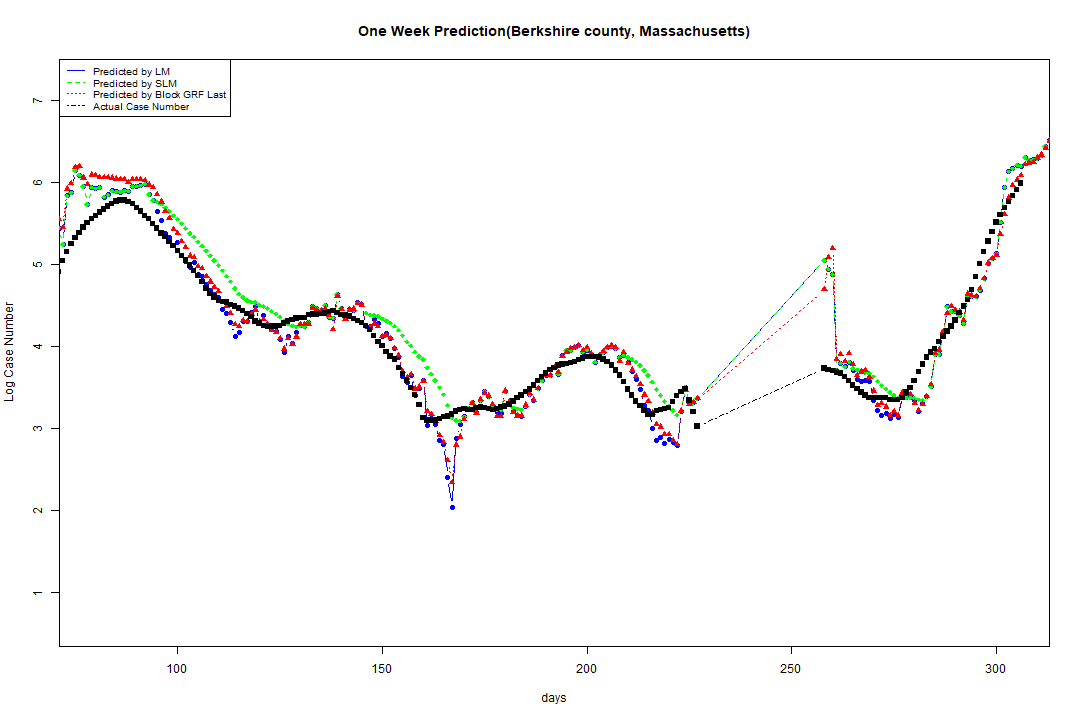 One Week Prediction(Berkshire county, Massachusetts)
Predicted by LM
Predicted by SLM
Predicted by Block GRF Last
Actual Case Number
7
6
5
4
3
2
1
Log Case Number
100 150 200 250 300
days